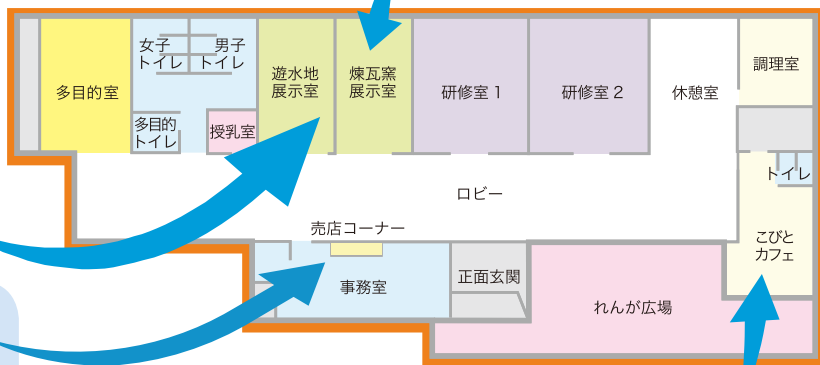 女子
トイレ
男子
トイレ
多目的室
多目的
トイレ
授乳室
遊水地
展示室
煉瓦窯
展示室
研修室1
研修室2
休憩室
調理室
トイレ
ロビー
売店コーナー
こびと
カフェ
事務室
正面玄関
れんが広場